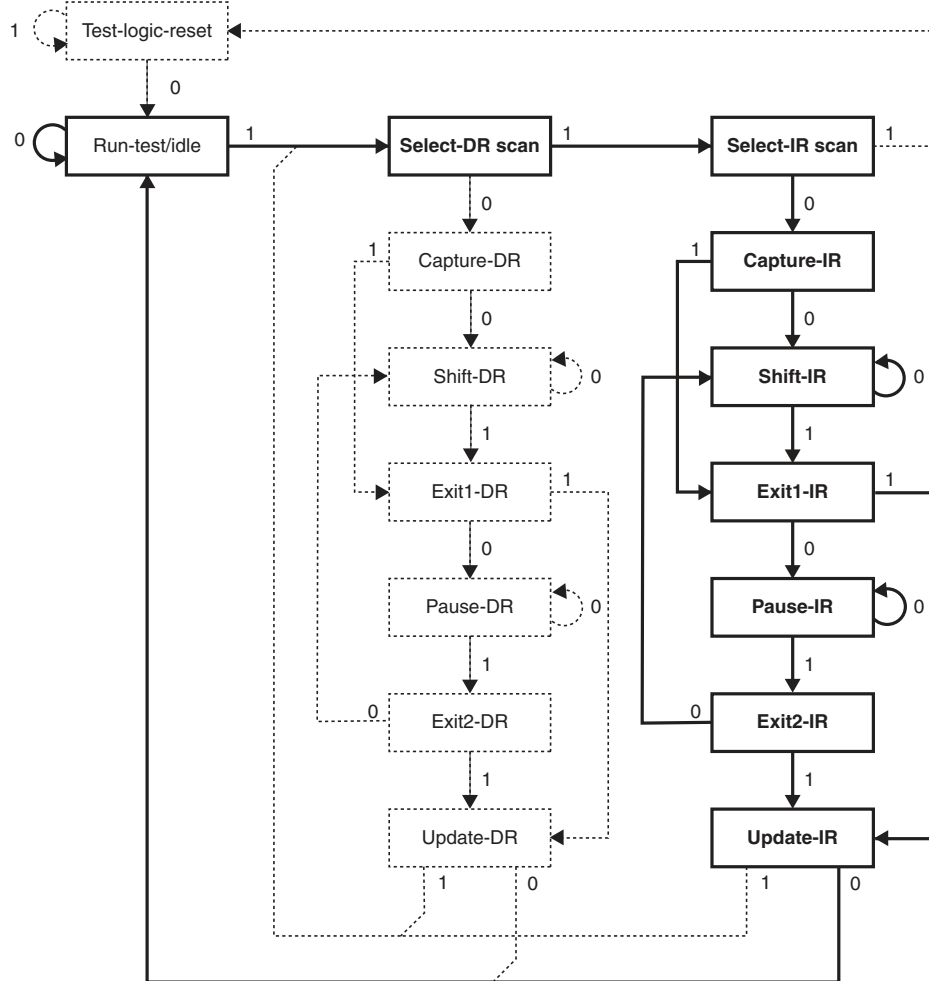 Test-logic-reset
1
0
Run-test/idle
0
1
Select-DR scan
1
Select-IR scan
1
0
0
1
Capture-DR
1
Capture-IR
0
0
Shift-DR
0
Shift-IR
0
1
1
Exit1-DR
1
Exit1-IR
1
0
0
Pause-DR
0
Pause-IR
0
1
1
0
Exit2-DR
0
Exit2-IR
1
1
Update-DR
Update-IR
1
0
1
0